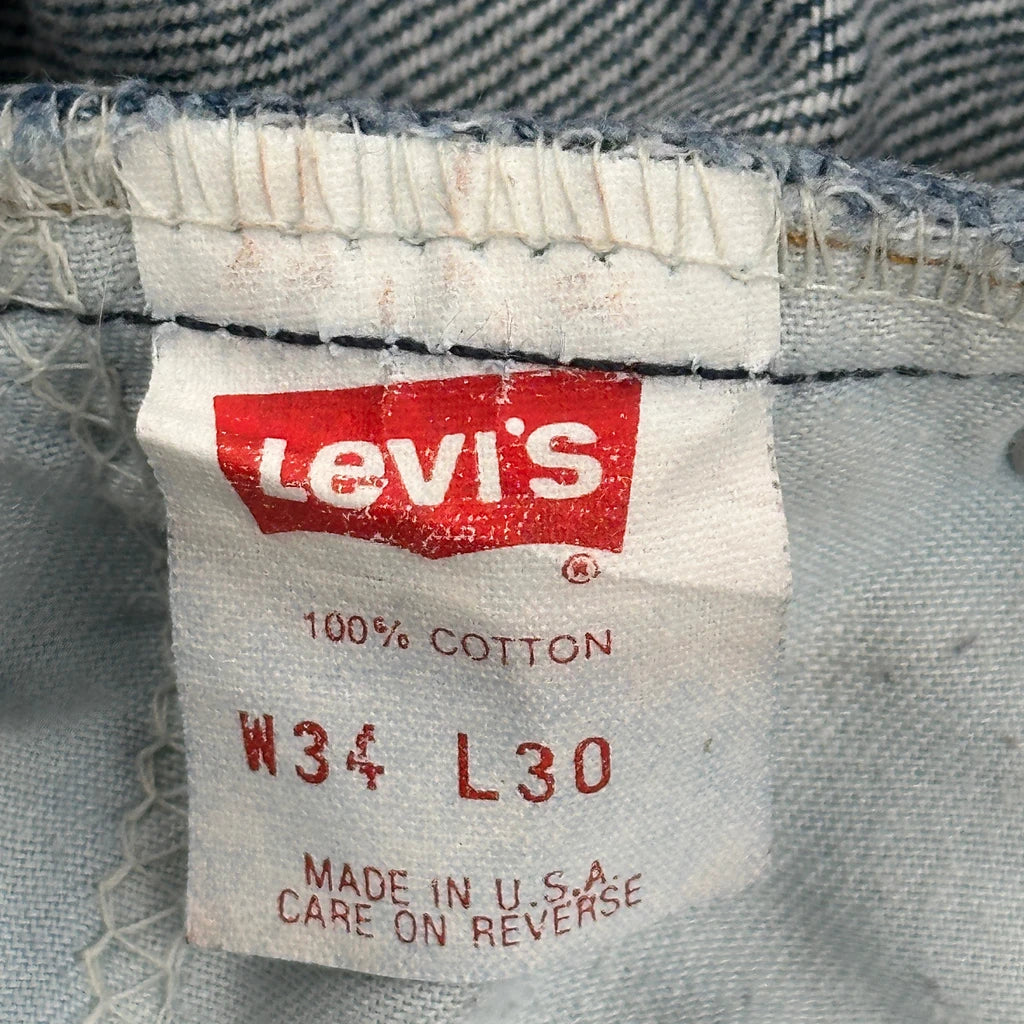 Levi's
®
100% COTTON
W34 L30
MADE IN U.S.A.
CARE ON REVERSE